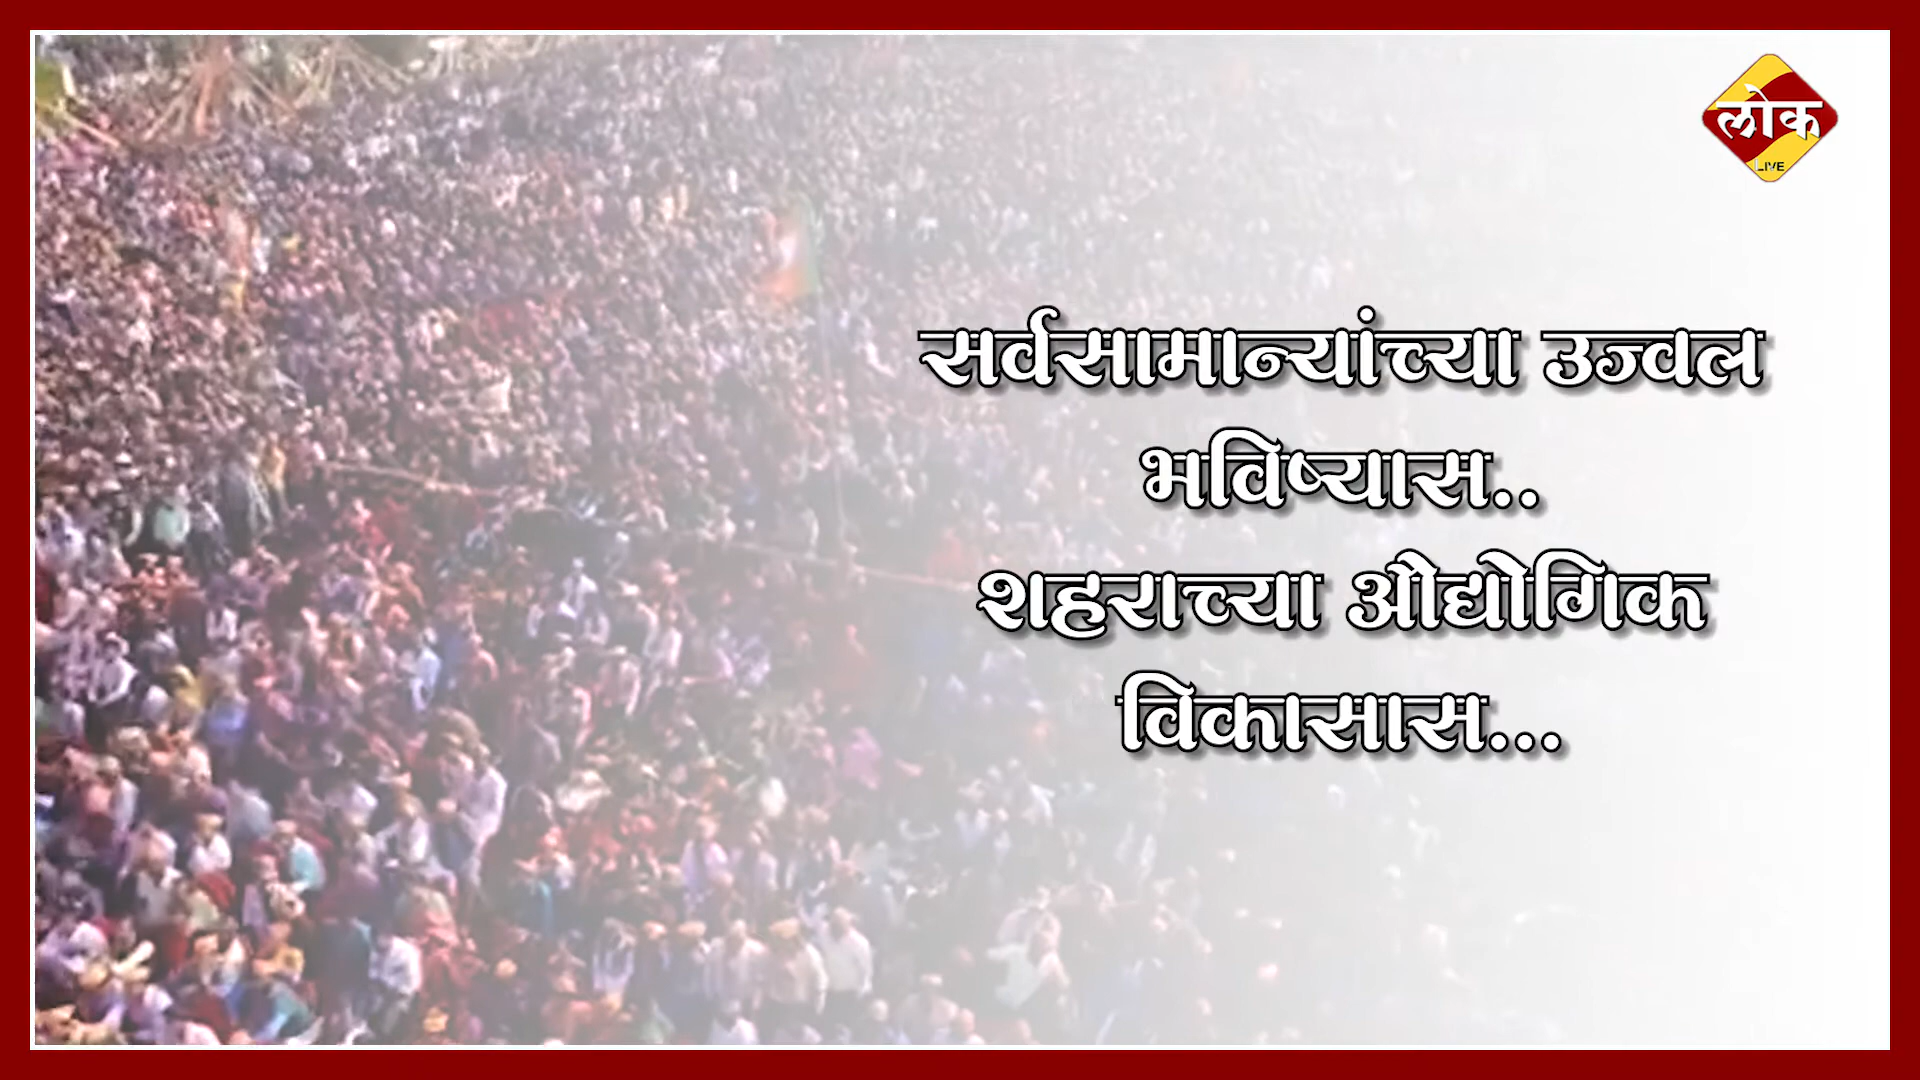 लोक
LIVE
सर्वसामान्यांच्या उज्वल
भविष्यास..
शहराच्या औद्योगिक
विकासास...